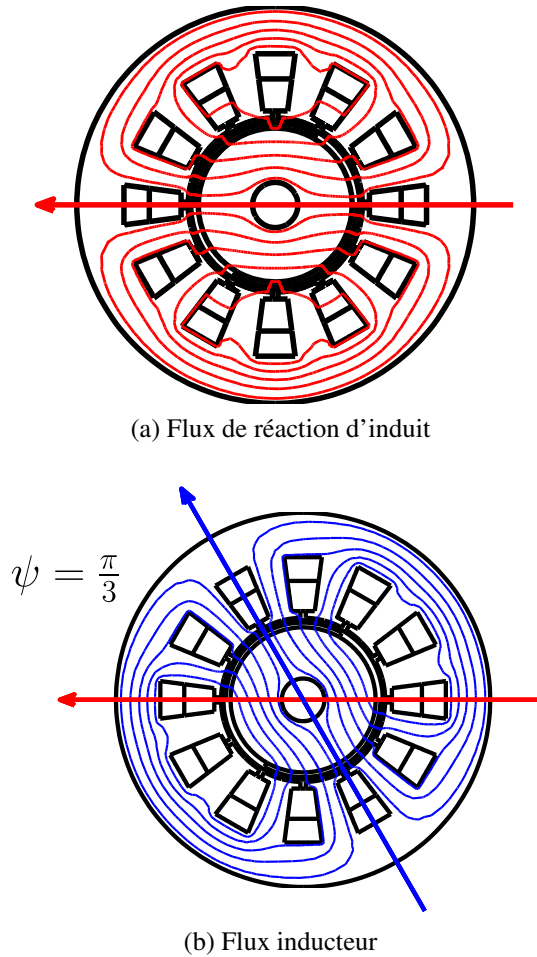 (a) Flux de réaction d'induit
ψ = π/3
(b) Flux inducteur